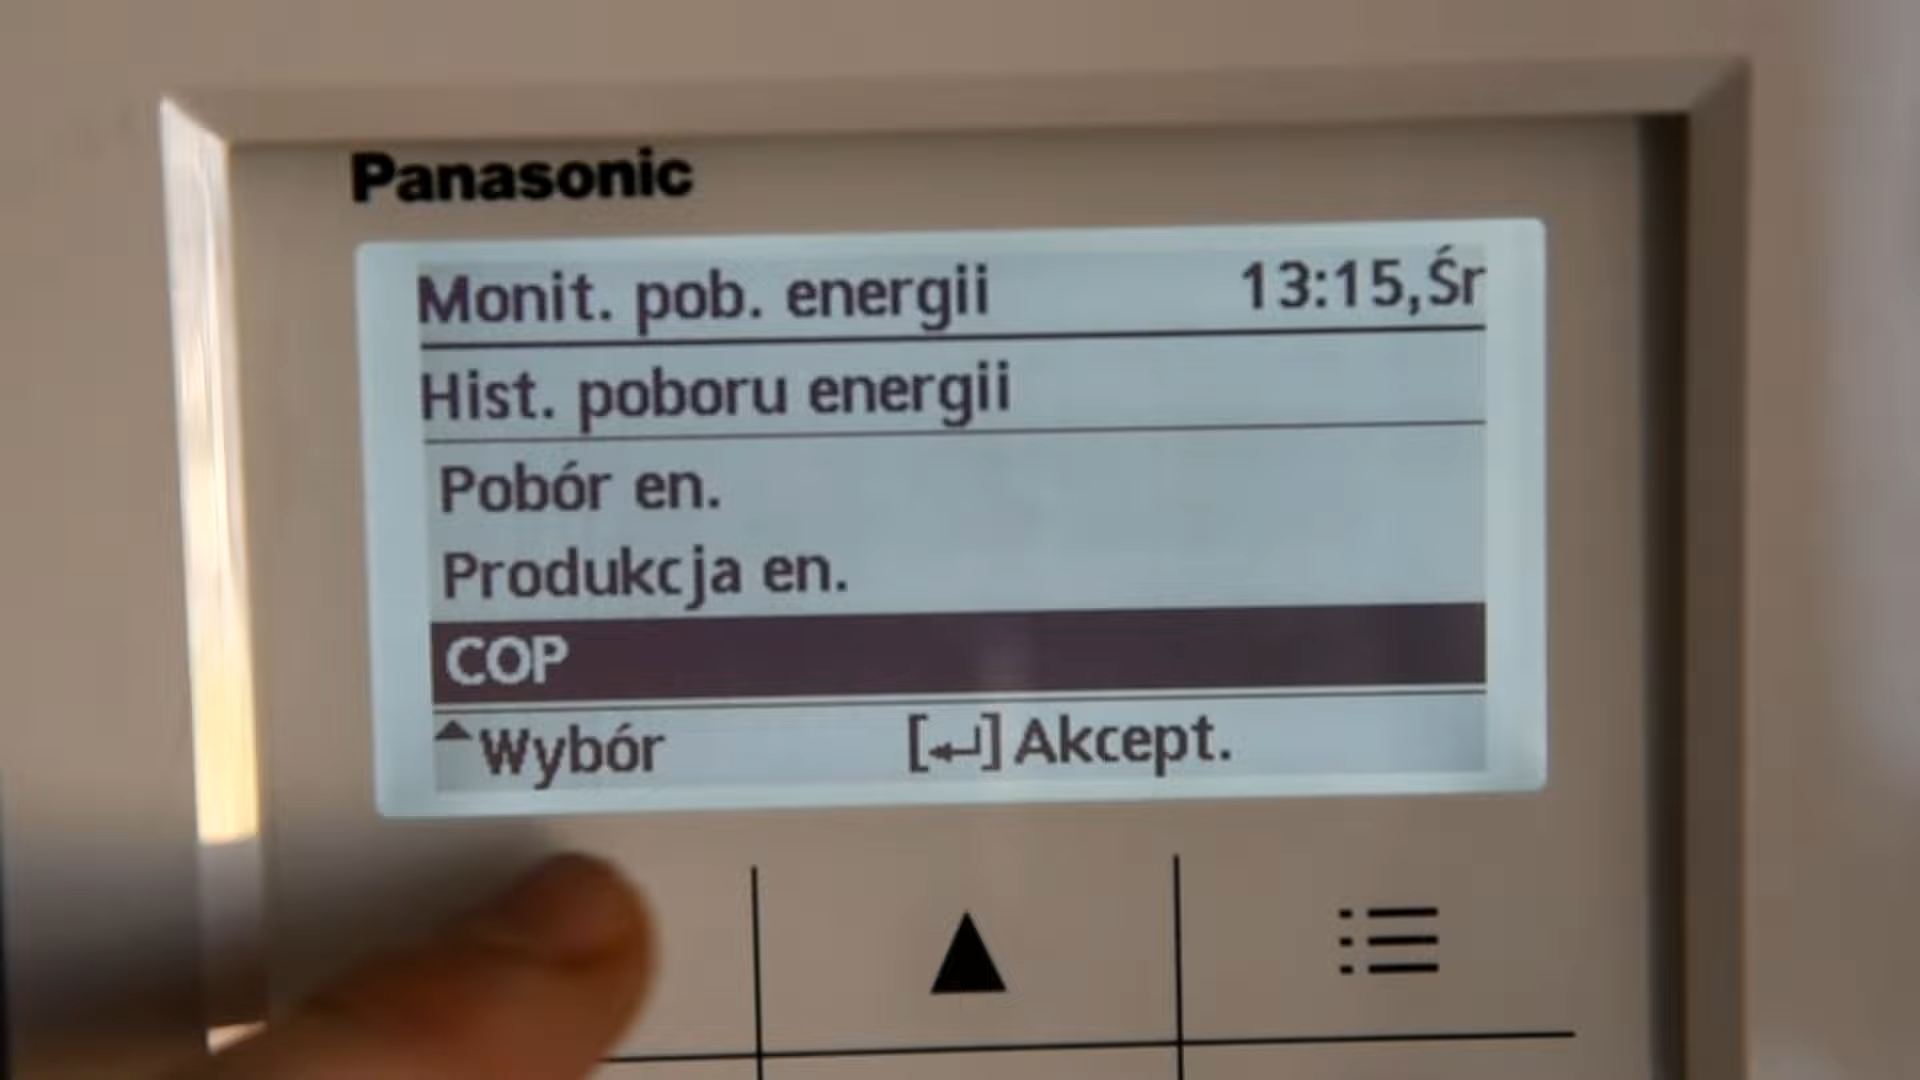 Panasonic
Monit. pob. energii 13:15,Śr
Hist. poboru energii
Pobór en.
Produkcja en.
COP
Wybór [↵] Akcept.